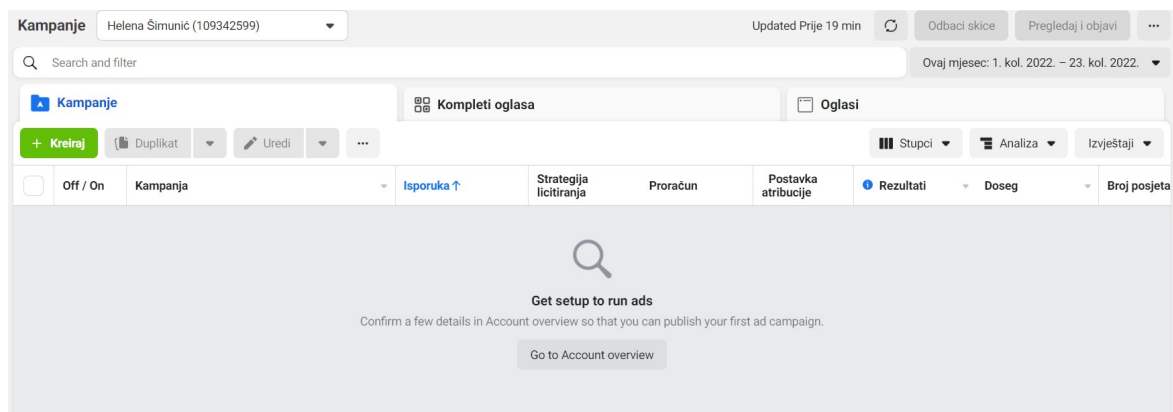 Kampanje Helena Šimunić (109342599) Updated Prije 19 min Odbaci skice Pregledaj i objavi ...
Search and filter Ovaj mjesec: 1. kol. 2022. – 23. kol. 2022.
Kampanje Kompleti oglasa Oglasi
+ Kreiraj Duplikat Uredi ... Stupci Analiza Izvještaji
Off / On Kampanja Isporuka ↑ Strategija licitiranja Proračun Postavka atribucije Rezultati Doseg Broj posjeta
Get setup to run ads
Confirm a few details in Account overview so that you can publish your first ad campaign.
Go to Account overview